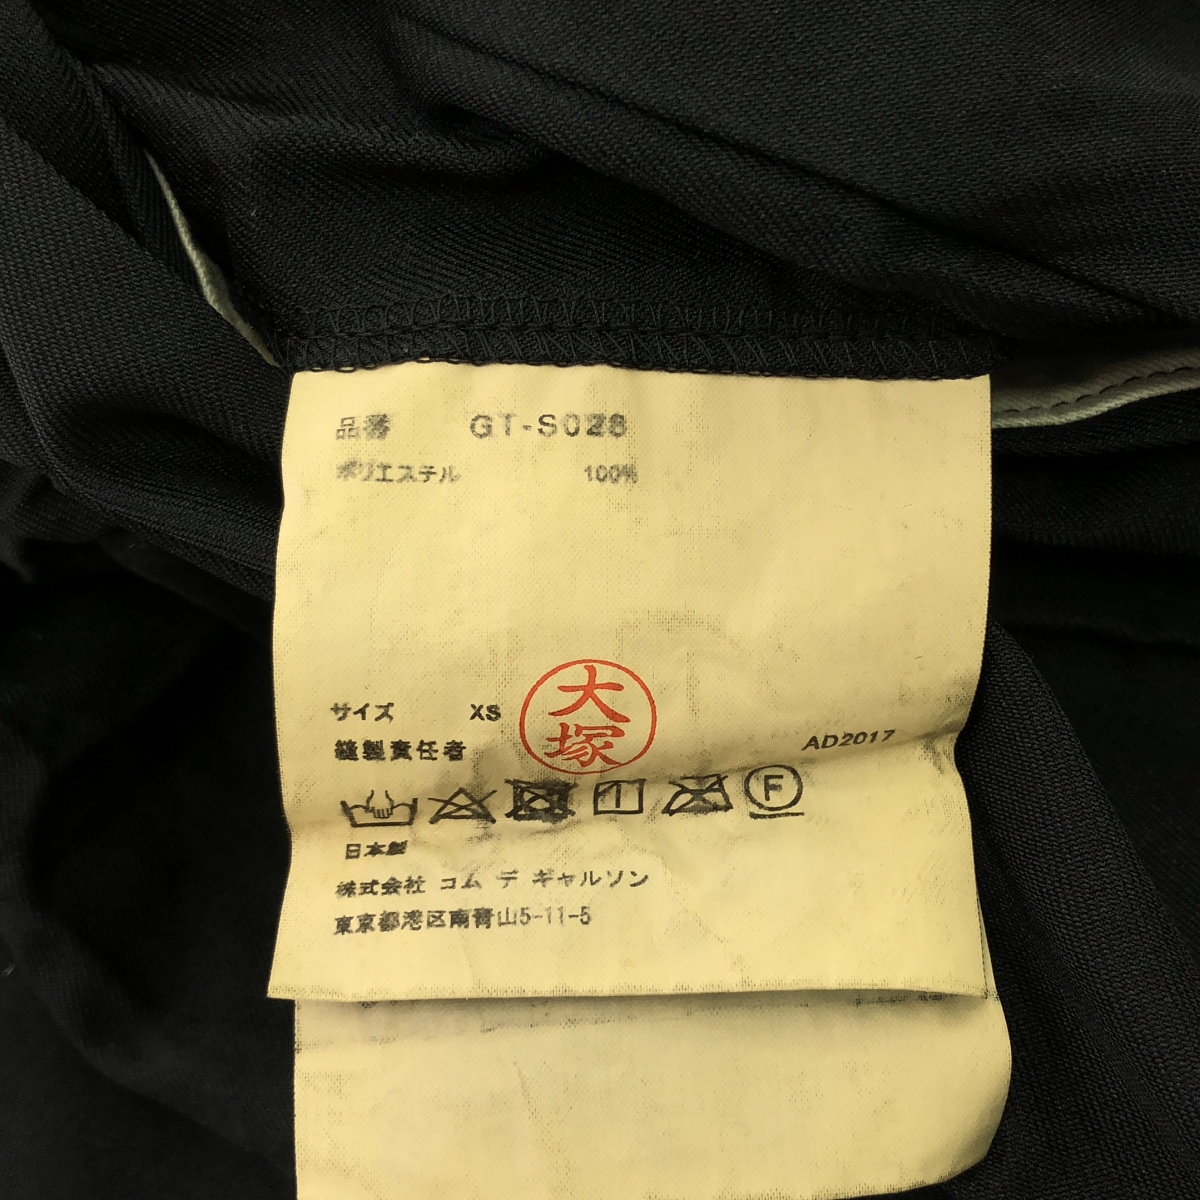 品番 GT-S028
ポリエステル 100%
サイズ XS
縫製責任者 大塚
AD2017
F
日本製
株式会社 コム デ ギャルソン
東京都港区南青山5-11-5